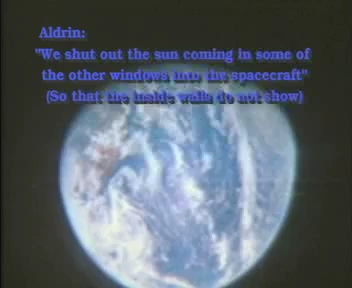 Aldrin:
"We shut out the sun coming in some of
the other windows into the spacecraft"
(So that the inside walls do not show)